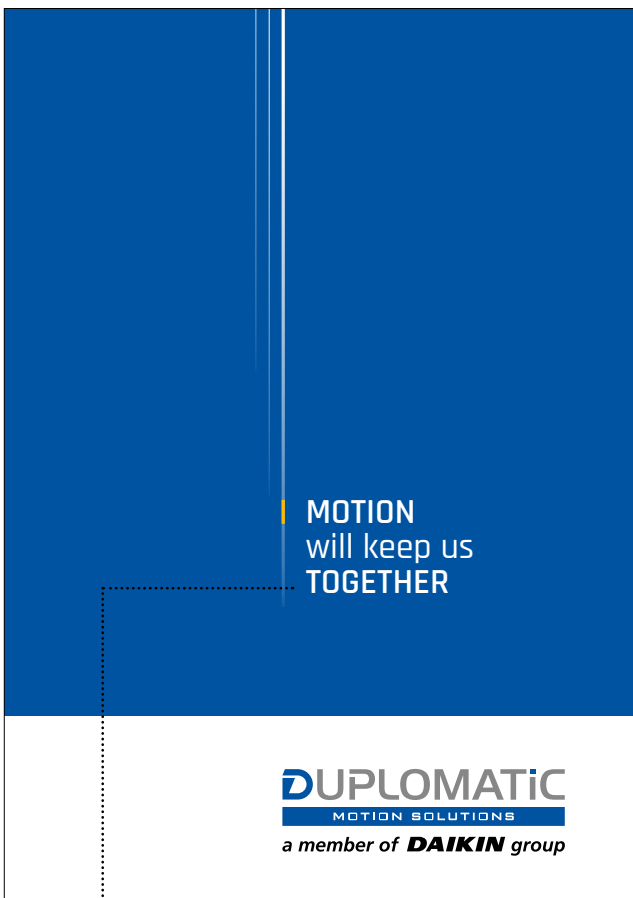 MOTION
will keep us
TOGETHER
DUPLOMATiC
MOTION SOLUTIONS
a member of DAIKIN group